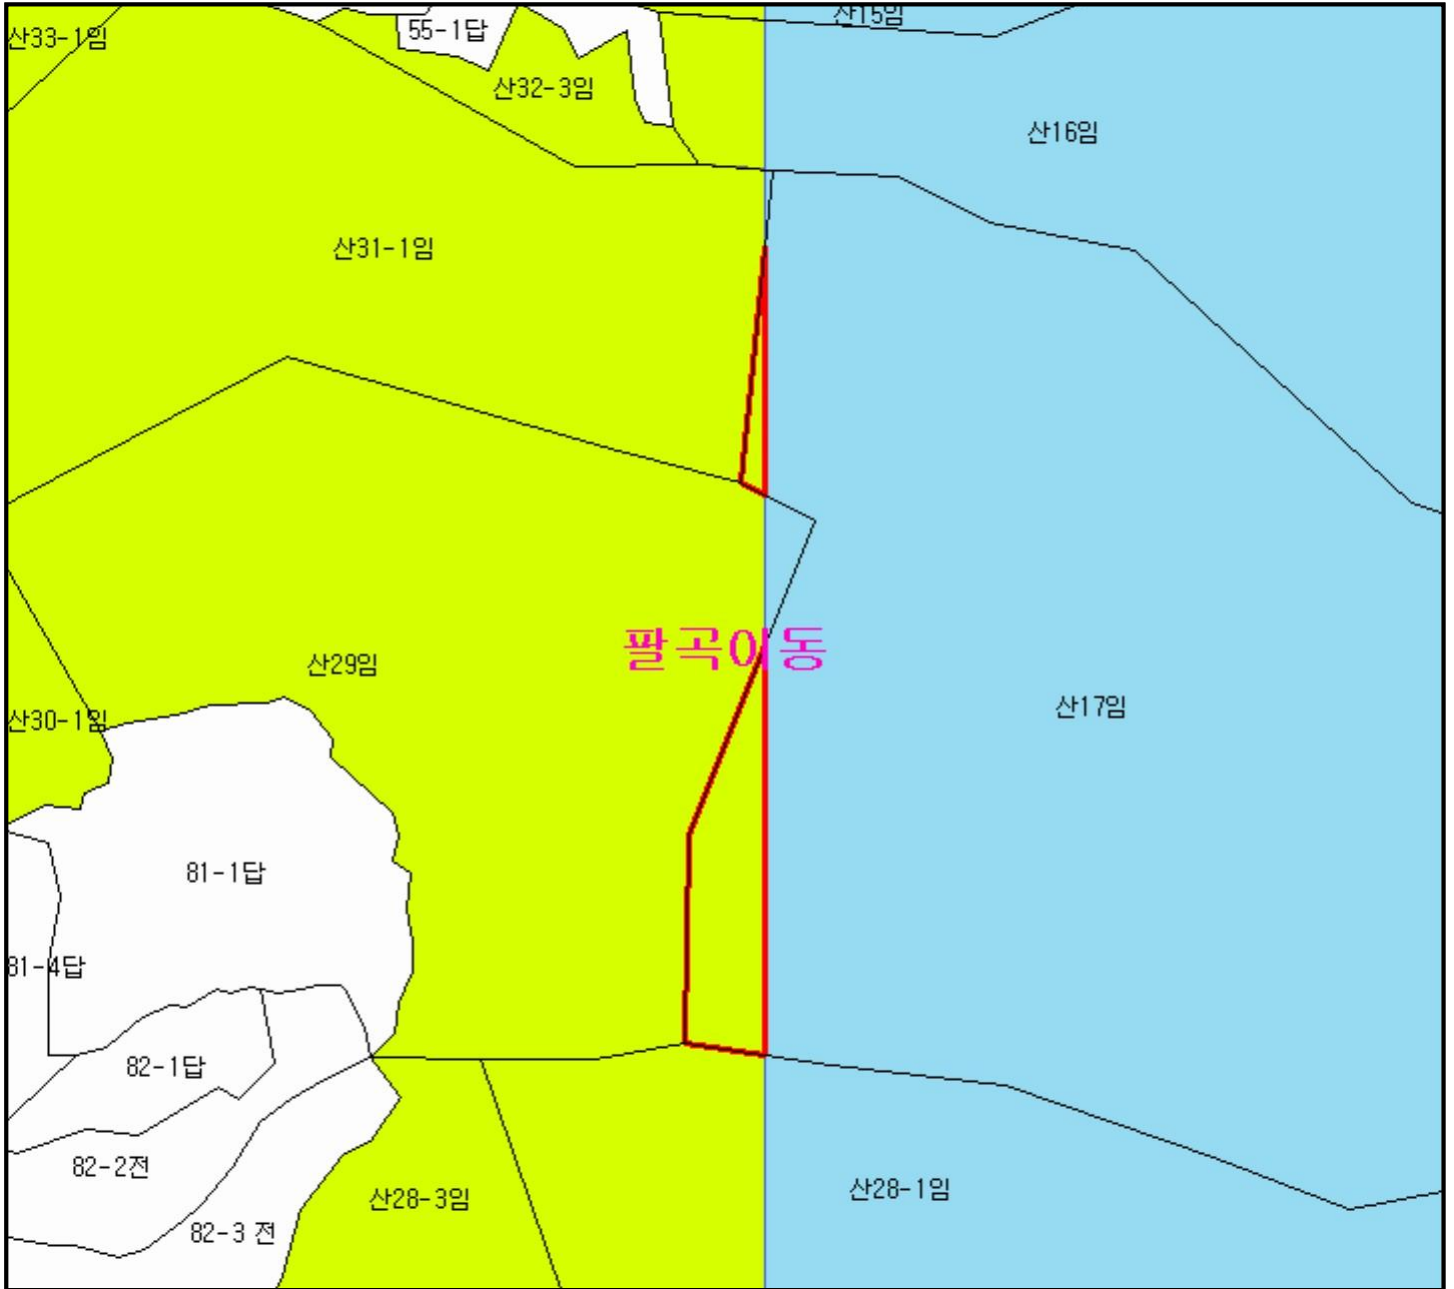 산15임
55-1답
산33-1임
산32-3임
산16임
산31-1임
팔곡이동
산29임
산17임
산30-1임
81-1답
81-4답
82-1답
82-2전
산28-1임
산28-3임
82-3 전